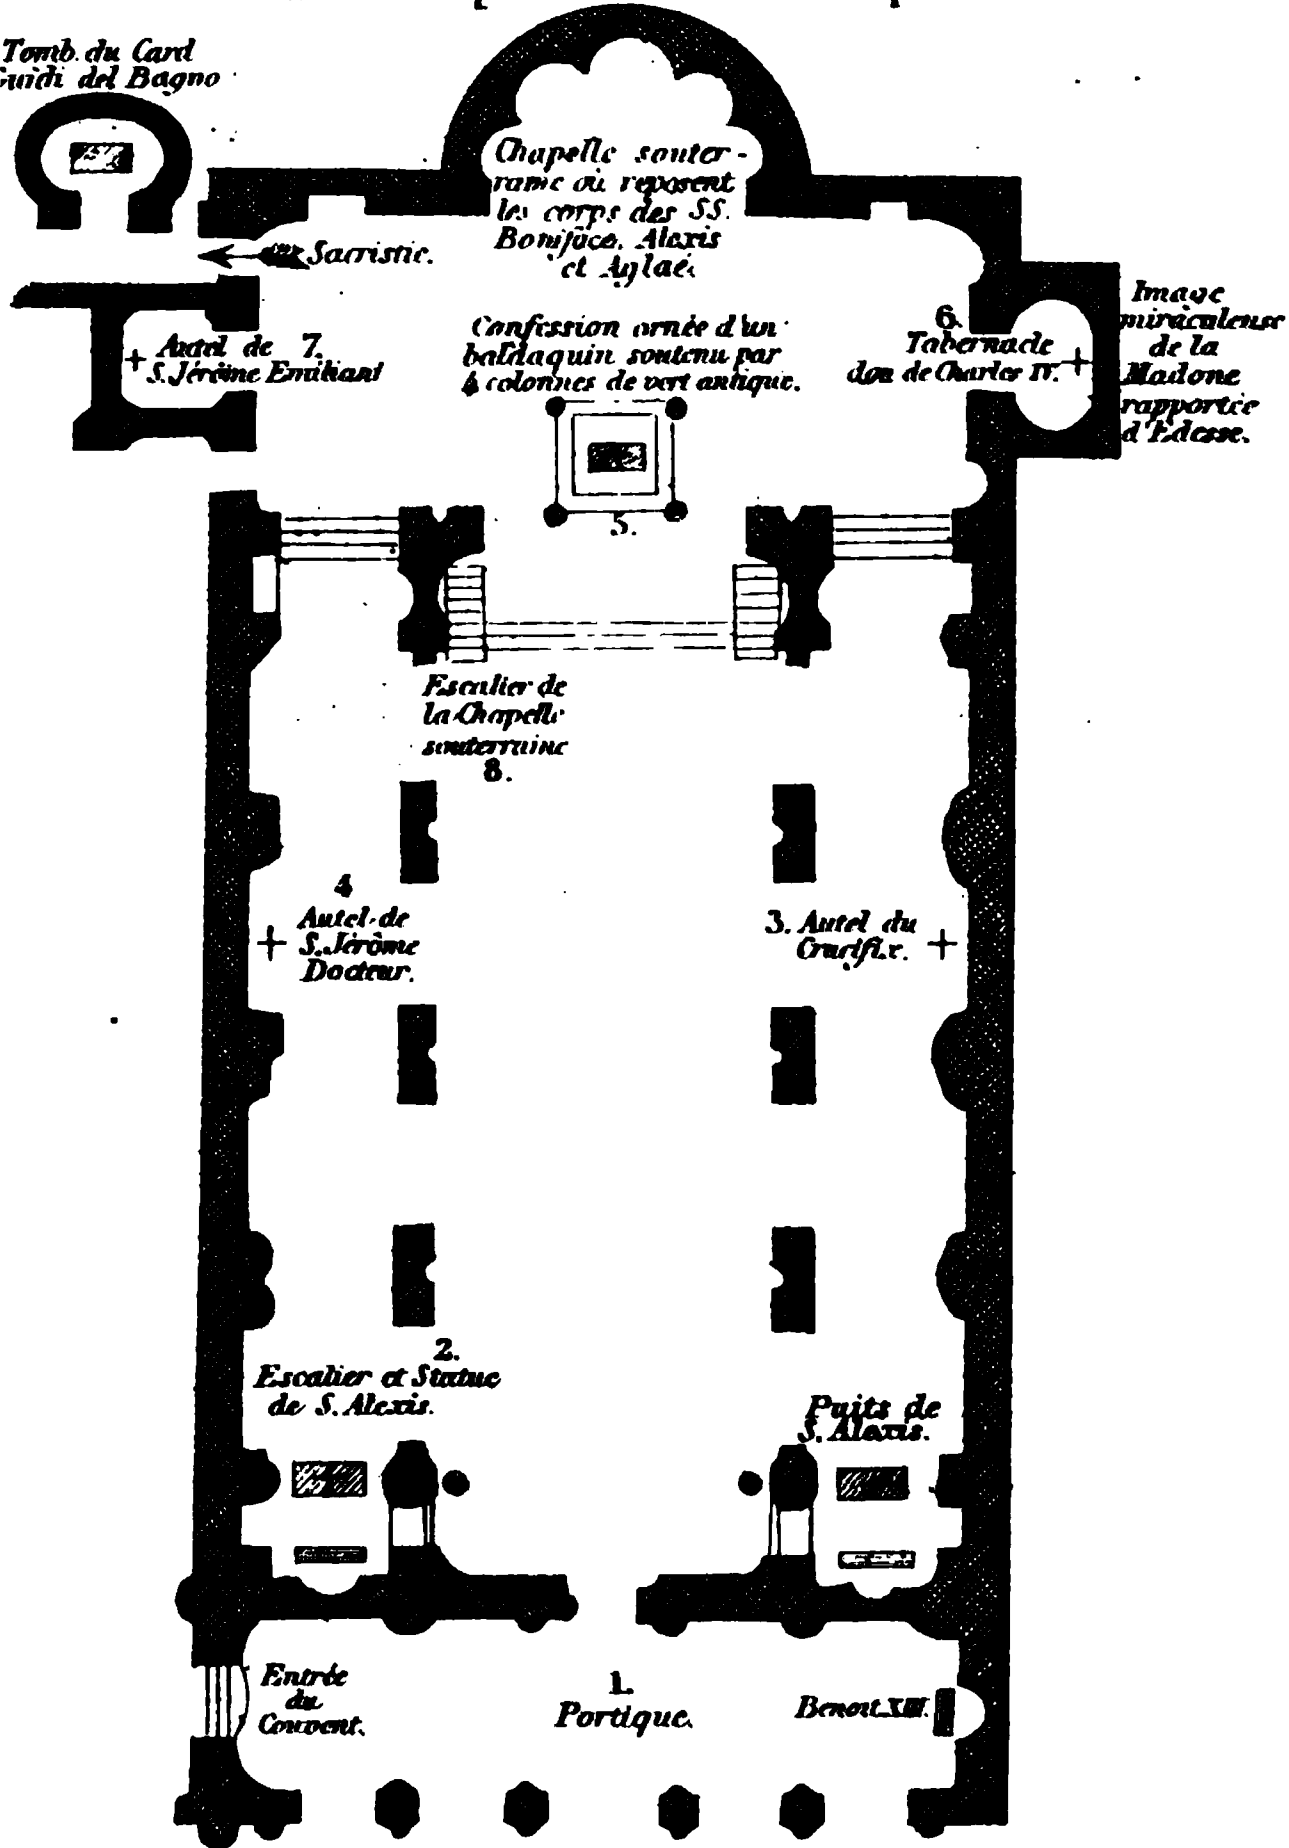 Tomb. du Card
Guidi del Bagno
Chapelle souter-
raine où reposent
les corps des SS.
Boniface. Alexis
et Aglaé.
Sacristie.
Confession ornée d'un
baldaquin soutenu par
4 colonnes de vert antique.
5.
7.
Autel de
S. Jérôme Emiliani
6.
Tabernacle
don de Charles IV.
Image
miraculeuse
de la
Madone
rapportée
d'Edesse.
Escalier de
la Chapelle
souterraine
8.
4
Autel de
S. Jérôme
Docteur.
3. Autel du
Crucifix.
2.
Escalier et Statue
de S. Alexis.
Puits de
S. Alexis.
Entrée
du
Couvent.
1.
Portique.
Benoit XIII.